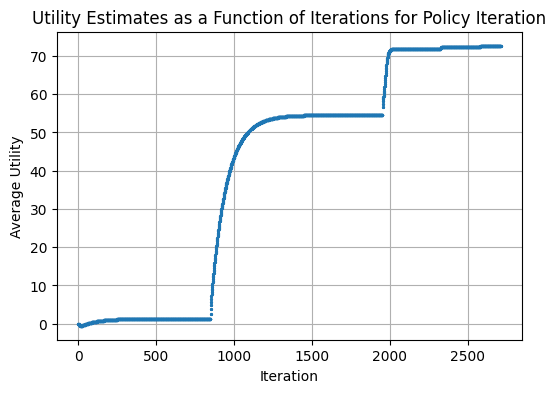 Utility Estimates as a Function of Iterations for Policy Iteration
70
60
50
40
30
20
10
0
Average Utility
0 500 1000 1500 2000 2500
Iteration